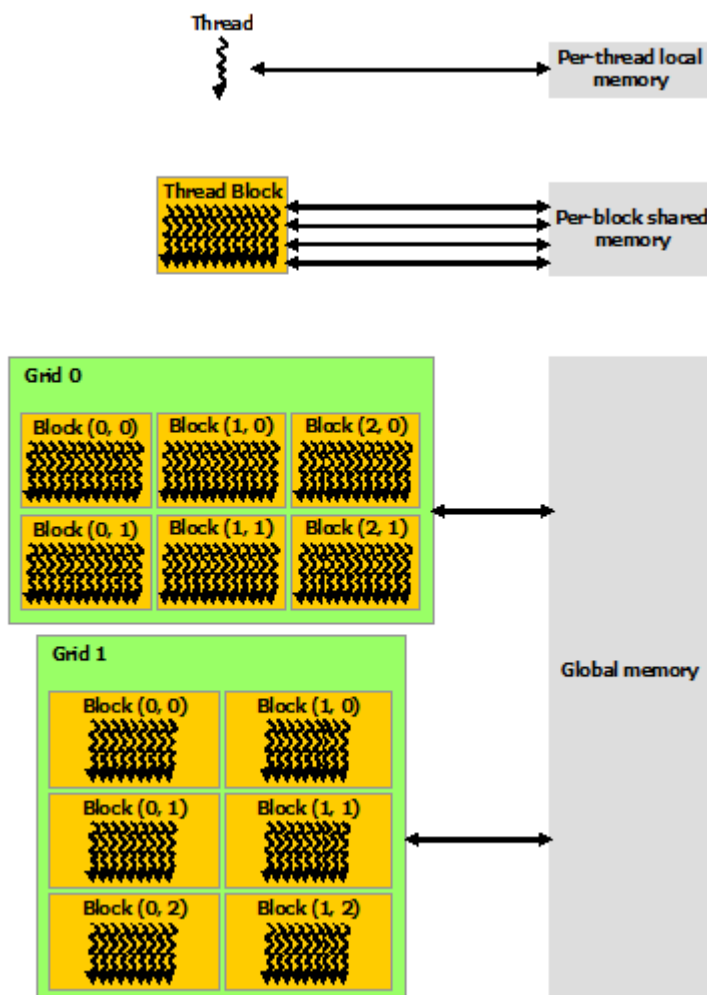 Thread
Per-thread local
memory
Thread Block
Per-block shared
memory
Grid 0
Block (0, 0)
Block (1, 0)
Block (2, 0)
Block (0, 1)
Block (1, 1)
Block (2, 1)
Grid 1
Block (0, 0)
Block (1, 0)
Block (0, 1)
Block (1, 1)
Block (0, 2)
Block (1, 2)
Global memory